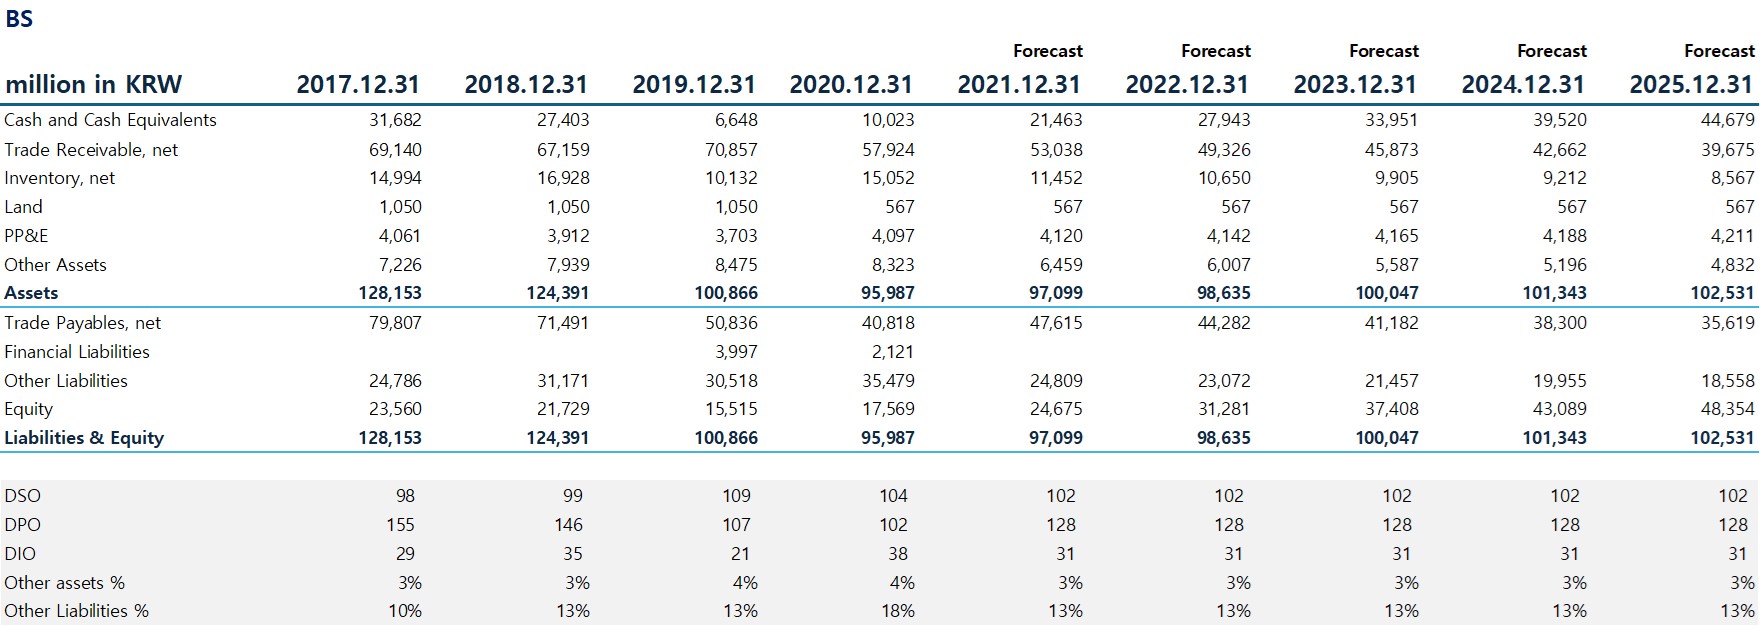 BS
Forecast Forecast Forecast Forecast Forecast
million in KRW 2017.12.31 2018.12.31 2019.12.31 2020.12.31 2021.12.31 2022.12.31 2023.12.31 2024.12.31 2025.12.31
Cash and Cash Equivalents 31,682 27,403 6,648 10,023 21,463 27,943 33,951 39,520 44,679
Trade Receivable, net 69,140 67,159 70,857 57,924 53,038 49,326 45,873 42,662 39,675
Inventory, net 14,994 16,928 10,132 15,052 11,452 10,650 9,905 9,212 8,567
Land 1,050 1,050 1,050 567 567 567 567 567 567
PP&E 4,061 3,912 3,703 4,097 4,120 4,142 4,165 4,188 4,211
Other Assets 7,226 7,939 8,475 8,323 6,459 6,007 5,587 5,196 4,832
Assets 128,153 124,391 100,866 95,987 97,099 98,635 100,047 101,343 102,531
Trade Payables, net 79,807 71,491 50,836 40,818 47,615 44,282 41,182 38,300 35,619
Financial Liabilities 3,997 2,121
Other Liabilities 24,786 31,171 30,518 35,479 24,809 23,072 21,457 19,955 18,558
Equity 23,560 21,729 15,515 17,569 24,675 31,281 37,408 43,089 48,354
Liabilities & Equity 128,153 124,391 100,866 95,987 97,099 98,635 100,047 101,343 102,531
DSO 98 99 109 104 102 102 102 102 102
DPO 155 146 107 102 128 128 128 128 128
DIO 29 35 21 38 31 31 31 31 31
Other assets % 3% 3% 4% 4% 3% 3% 3% 3% 3%
Other Liabilities % 10% 13% 13% 18% 13% 13% 13% 13% 13%